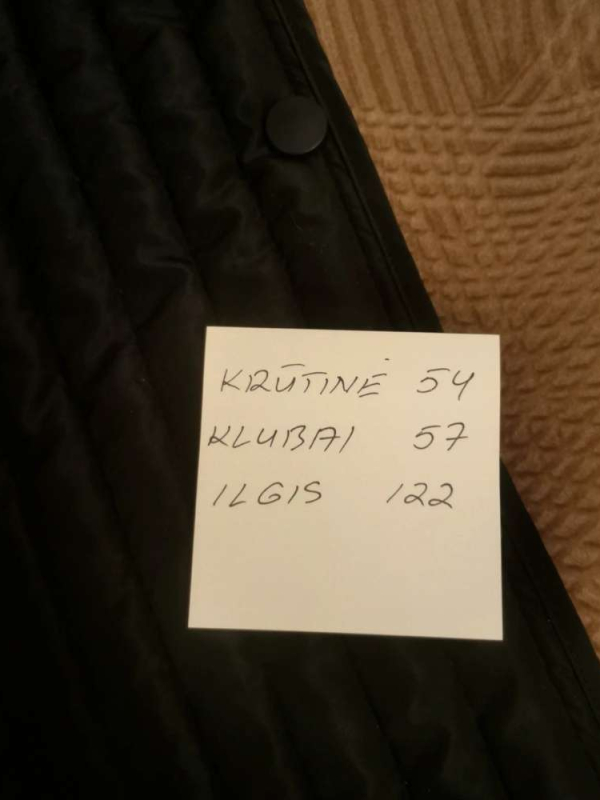 KRŪTINĖ 54
KLUBAI 57
ILGIS 122